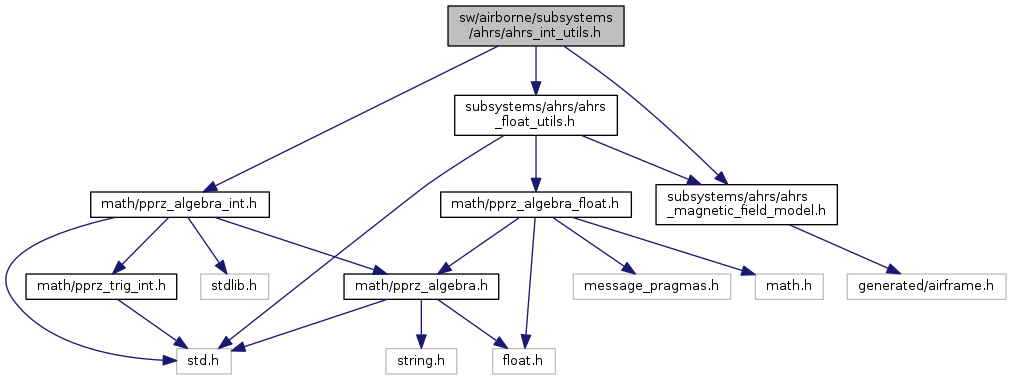 sw/airborne/subsystems
/ahrs/ahrs_int_utils.h
subsystems/ahrs/ahrs
_float_utils.h
math/pprz_algebra_int.h
math/pprz_algebra_float.h
subsystems/ahrs/ahrs
_magnetic_field_model.h
math/pprz_trig_int.h
stdlib.h
math/pprz_algebra.h
message_pragmas.h
math.h
generated/airframe.h
std.h
string.h
float.h